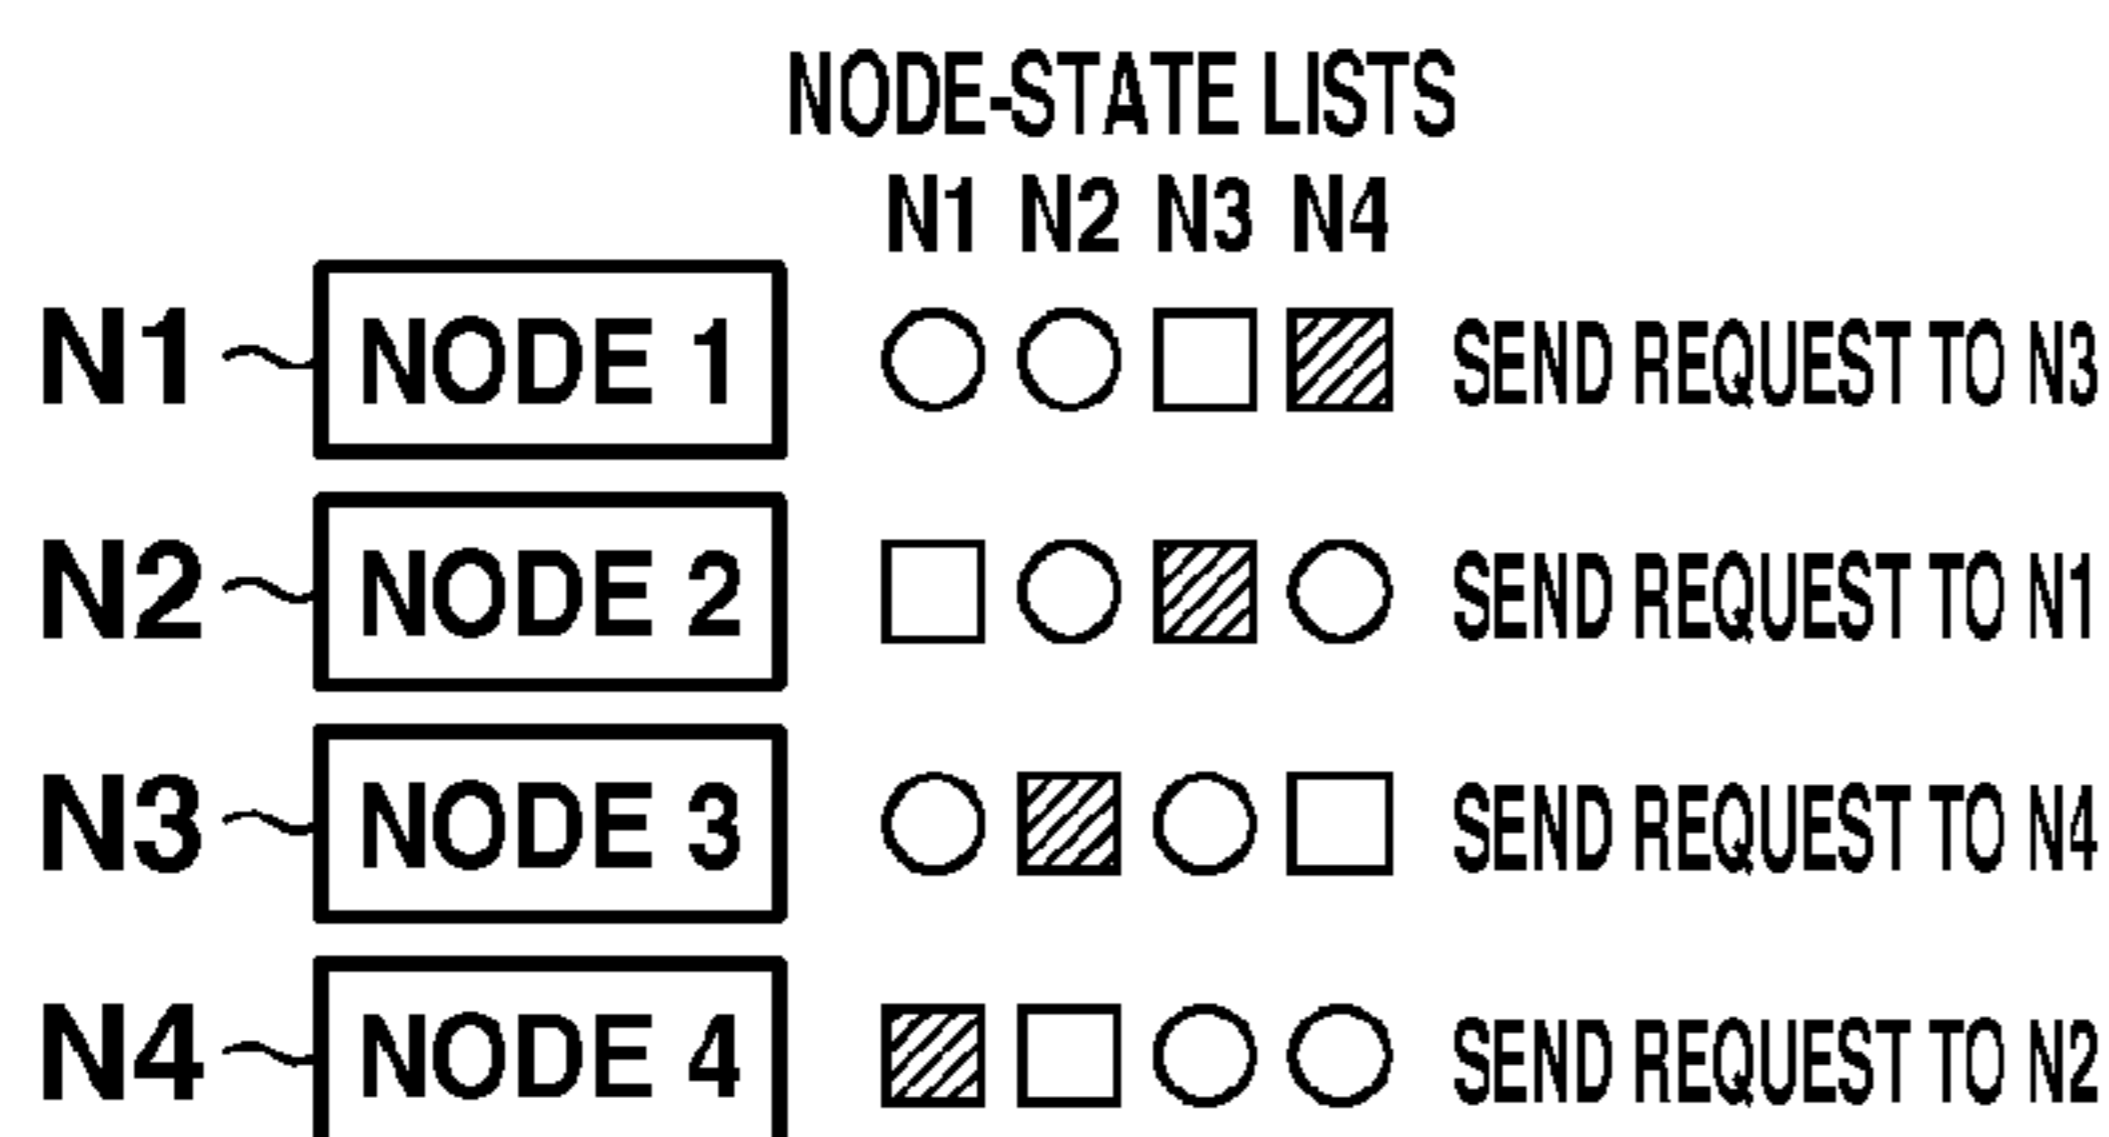 NODE-STATE LISTS
N1 N2 N3 N4
N1 NODE 1 SEND REQUEST TO N3
N2 NODE 2 SEND REQUEST TO N1
N3 NODE 3 SEND REQUEST TO N4
N4 NODE 4 SEND REQUEST TO N2